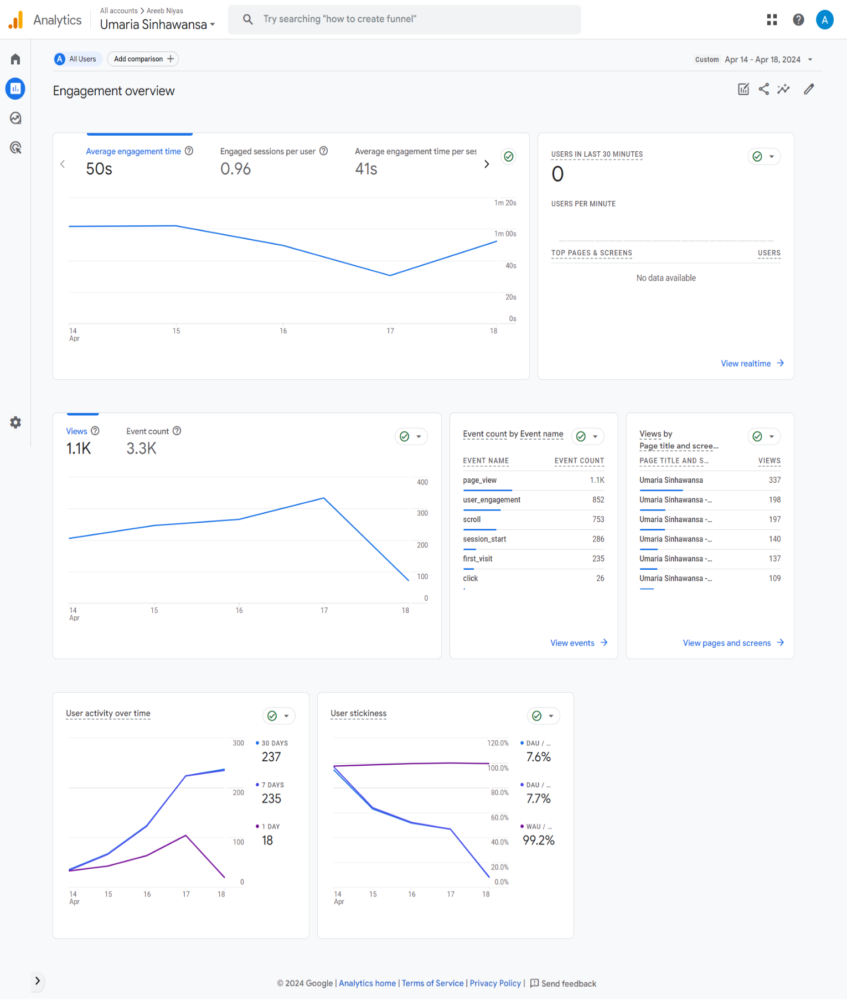 Analytics
All accounts > Areeb Niyas
Umaria Sinhawansa
Try searching "how to create funnel"
?
A
A All Users
Add comparison +
Custom Apr 14 - Apr 18, 2024
Engagement overview
Average engagement time
50s
Engaged sessions per user
0.96
Average engagement time per ses
41s
1m 20s
1m 00s
40s
20s
0s
14 15 16 17 18
Apr
USERS IN LAST 30 MINUTES
0
USERS PER MINUTE
TOP PAGES & SCREENS USERS
No data available
View realtime
Views
1.1K
Event count
3.3K
400
300
200
100
0
14 15 16 17 18
Apr
Event count by Event name
EVENT NAME EVENT COUNT
page_view 1.1K
user_engagement 852
scroll 753
session_start 286
first_visit 235
click 26
View events
Views by
Page title and scree...
PAGE TITLE AND S... VIEWS
Umaria Sinhawansa 337
Umaria Sinhawansa -... 198
Umaria Sinhawansa -... 197
Umaria Sinhawansa -... 140
Umaria Sinhawansa -... 137
Umaria Sinhawansa -... 109
View pages and screens
User activity over time
300
200
100
0
14 15 16 17 18
Apr
30 DAYS
237
7 DAYS
235
1 DAY
18
User stickiness
120.0%
100.0%
80.0%
60.0%
40.0%
20.0%
0.0%
14 15 16 17 18
Apr
DAU / ...
7.6%
DAU / ...
7.7%
WAU / ...
99.2%
© 2024 Google | Analytics home | Terms of Service | Privacy Policy | Send feedback